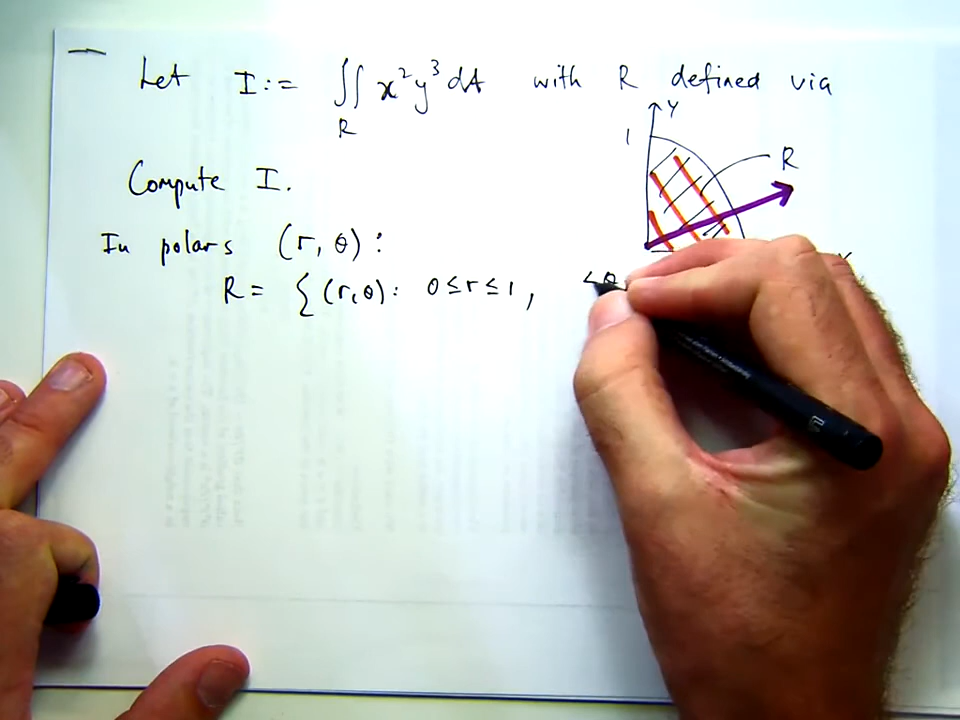 Let I := ∬_R x²y³ dA with R defined via
y
1
R
x
Compute I.
In polars (r, θ):
R = { (r,θ): 0 ≤ r ≤ 1, ≤ θ